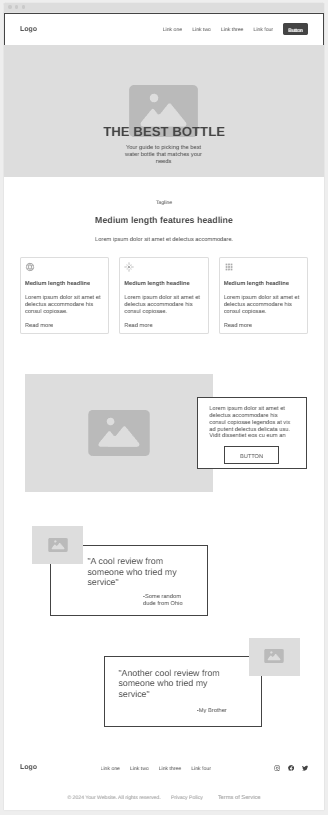 Logo
Link one Link two Link three Link four Button
THE BEST BOTTLE
Your guide to picking the best
water bottle that matches your
needs
Tagline
Medium length features headline
Lorem ipsum dolor sit amet et delectus accommodare.
Medium length headline
Lorem ipsum dolor sit amet et
delectus accommodare his
consul copiosae.
Read more
Medium length headline
Lorem ipsum dolor sit amet et
delectus accommodare his
consul copiosae.
Read more
Medium length headline
Lorem ipsum dolor sit amet et
delectus accommodare his
consul copiosae.
Read more
Lorem ipsum dolor sit amet et
delectus accommodare his
consul copiosae legendos at vix
ad putent delectus delicata usu.
Vidit dissentiet eos cu eum an
BUTTON
"A cool review from
someone who tried my
service"
-Some random
dude from Ohio
"Another cool review from
someone who tried my
service"
-My Brother
Logo
Link one Link two Link three Link four
© 2024 Your Website. All rights reserved. Privacy Policy Terms of Service